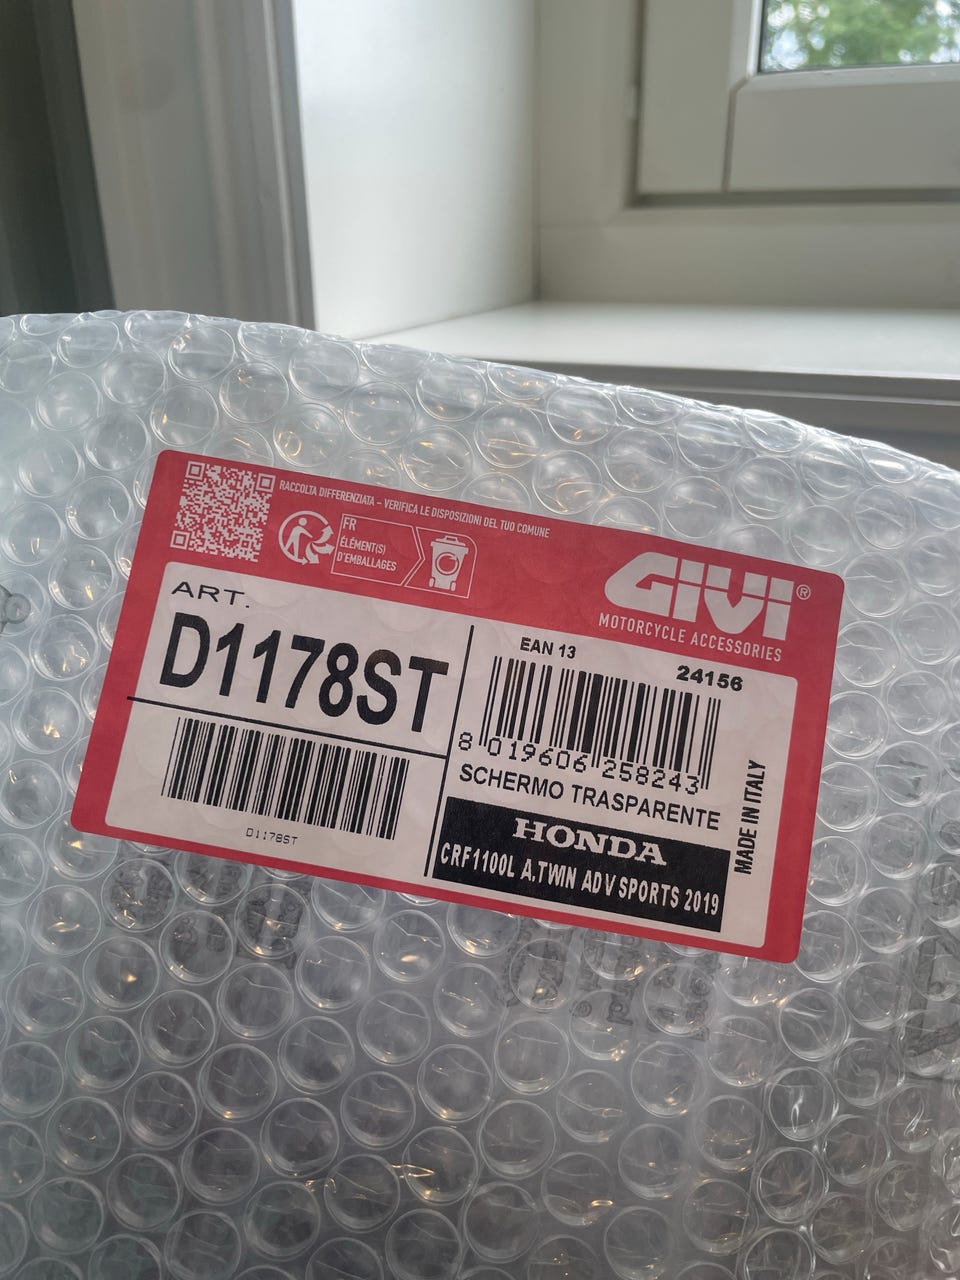 RACCOLTA DIFFERENZIATA – VERIFICA LE DISPOSIZIONI DEL TUO COMUNE
FR
ÉLÉMENT(S)
D'EMBALLAGES
GIVI®
MOTORCYCLE ACCESSORIES
ART.
D1178ST
D1178ST
EAN 13
24156
8 019606 258243
SCHERMO TRASPARENTE
HONDA
CRF1100L A.TWIN ADV SPORTS 2019
MADE IN ITALY